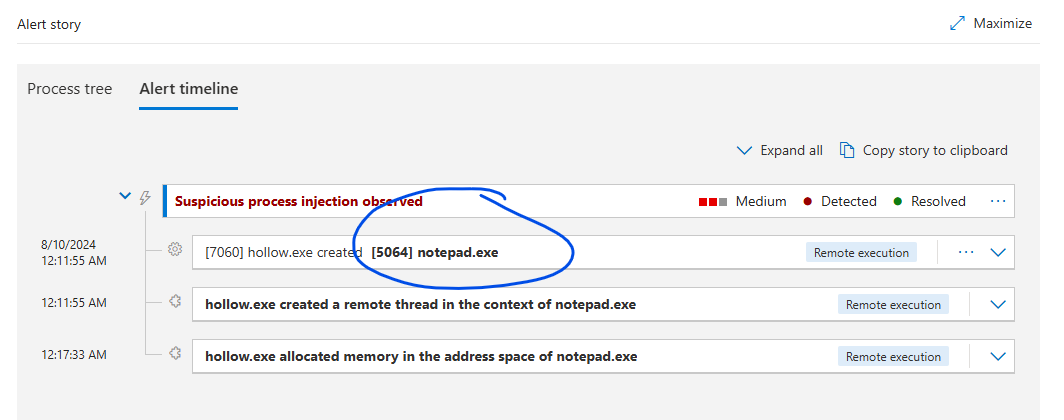 Alert story
Maximize
Process tree Alert timeline
Expand all Copy story to clipboard
Suspicious process injection observed Medium Detected Resolved ...
8/10/2024
12:11:55 AM
[7060] hollow.exe created [5064] notepad.exe Remote execution ...
12:11:55 AM hollow.exe created a remote thread in the context of notepad.exe Remote execution
12:17:33 AM hollow.exe allocated memory in the address space of notepad.exe Remote execution